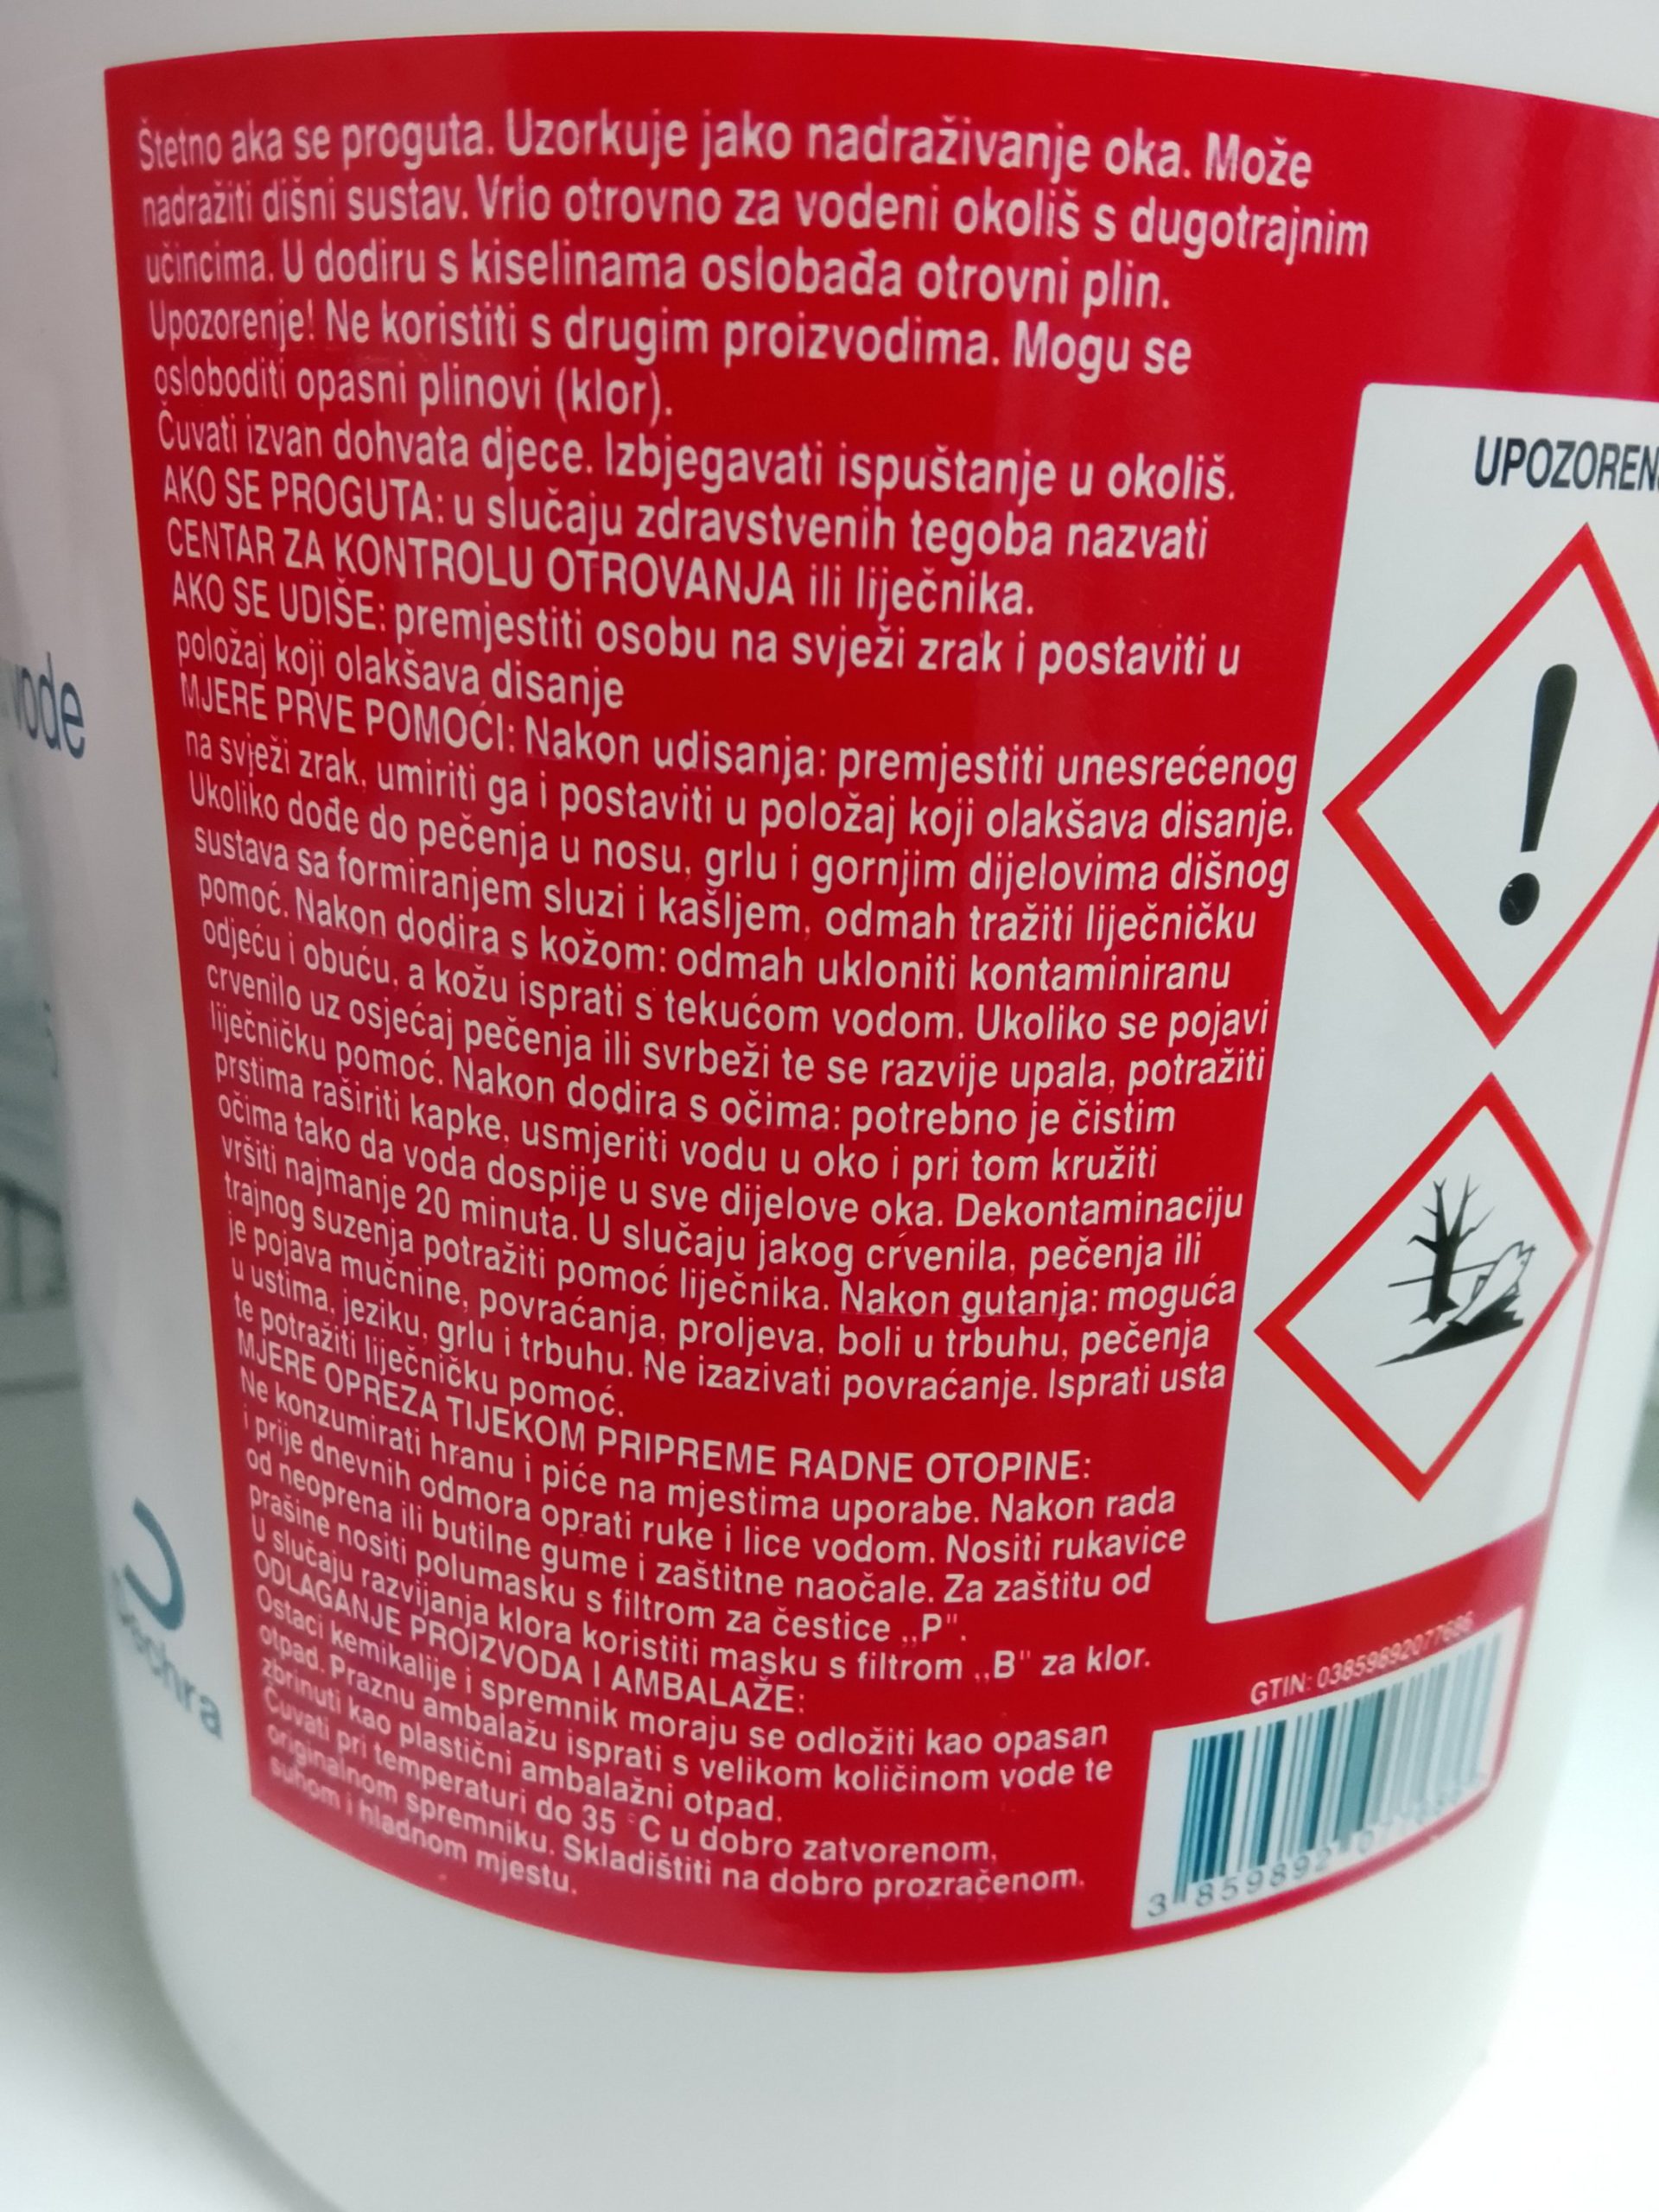 Štetno aka se proguta. Uzorkuje jako nadraživanje oka. Može
nadražiti dišni sustav. Vrlo otrovno za vodeni okoliš s dugotrajnim
učincima. U dodiru s kiselinama oslobađa otrovni plin.
Upozorenje! Ne koristiti s drugim proizvodima. Mogu se
osloboditi opasni plinovi (klor).
Čuvati izvan dohvata djece. Izbjegavati ispuštanje u okoliš.
AKO SE PROGUTA: u slučaju zdravstvenih tegoba nazvati
CENTAR ZA KONTROLU OTROVANJA ili liječnika.
AKO SE UDIŠE: premjestiti osobu na svježi zrak i postaviti u
položaj koji olakšava disanje
MJERE PRVE POMOĆI: Nakon udisanja: premjestiti unesrećenog
na svježi zrak, umiriti ga i postaviti u položaj koji olakšava disanje.
Ukoliko dođe do pečenja u nosu, grlu i gornjim dijelovima dišnog
sustava sa formiranjem sluzi i kašljem, odmah tražiti liječničku
pomoć. Nakon dodira s kožom: odmah ukloniti kontaminiranu
odjeću i obuću, a kožu isprati s tekućom vodom. Ukoliko se pojavi
crvenilo uz osjećaj pečenja ili svrbeži te se razvije upala, potražiti
liječničku pomoć. Nakon dodira s očima: potrebno je čistim
prstima raširiti kapke, usmjeriti vodu u oko i pri tom kružiti
očima tako da voda dospije u sve dijelove oka. Dekontaminaciju
vršiti najmanje 20 minuta. U slučaju jakog crvenila, pečenja ili
trajnog suzenja potražiti pomoć liječnika. Nakon gutanja: moguća
je pojava mučnine, povraćanja, proljeva, boli u trbuhu, pečenja
u ustima, jeziku, grlu i trbuhu. Ne izazivati povraćanje. Isprati usta
te potražiti liječničku pomoć.
MJERE OPREZA TIJEKOM PRIPREME RADNE OTOPINE:
Ne konzumirati hranu i piće na mjestima uporabe. Nakon rada
i prije dnevnih odmora oprati ruke i lice vodom. Nositi rukavice
od neoprena ili butilne gume i zaštitne naočale. Za zaštitu od
prašine nositi polumasku s filtrom za čestice ,,P".
U slučaju razvijanja klora koristiti masku s filtrom ,,B" za klor.
ODLAGANJE PROIZVODA I AMBALAŽE:
Ostaci kemikalije i spremnik moraju se odložiti kao opasan
otpad. Praznu ambalažu isprati s velikom količinom vode te
zbrinuti kao plastični ambalažni otpad.
Čuvati pri temperaturi do 35 °C u dobro zatvorenom,
originalnom spremniku. Skladištiti na dobro prozračenom.
suhom i hladnom mjestu.
UPOZOREN
GTIN: 03859892077686
3 859892
vode